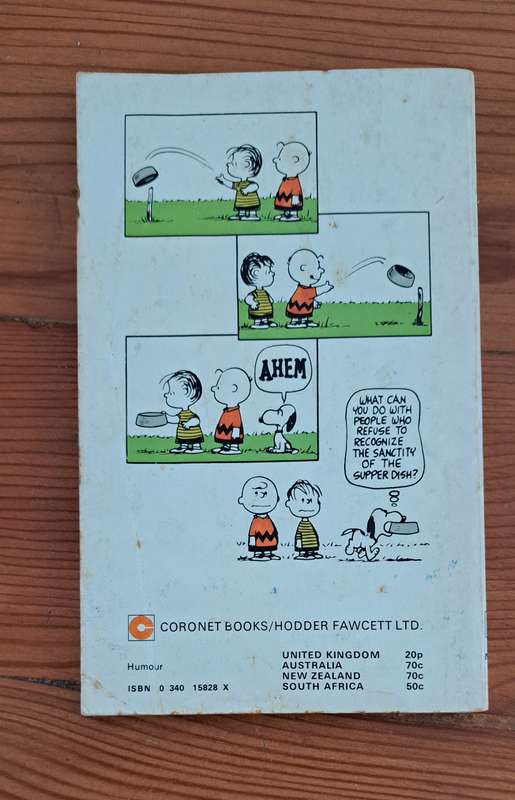 AHEM
WHAT CAN
YOU DO WITH
PEOPLE WHO
REFUSE TO
RECOGNIZE
THE SANCTITY
OF THE
SUPPER DISH?
CORONET BOOKS/HODDER FAWCETT LTD.
UNITED KINGDOM 20p
Humour AUSTRALIA 70c
NEW ZEALAND 70c
ISBN 0 340 15828 X SOUTH AFRICA 50c